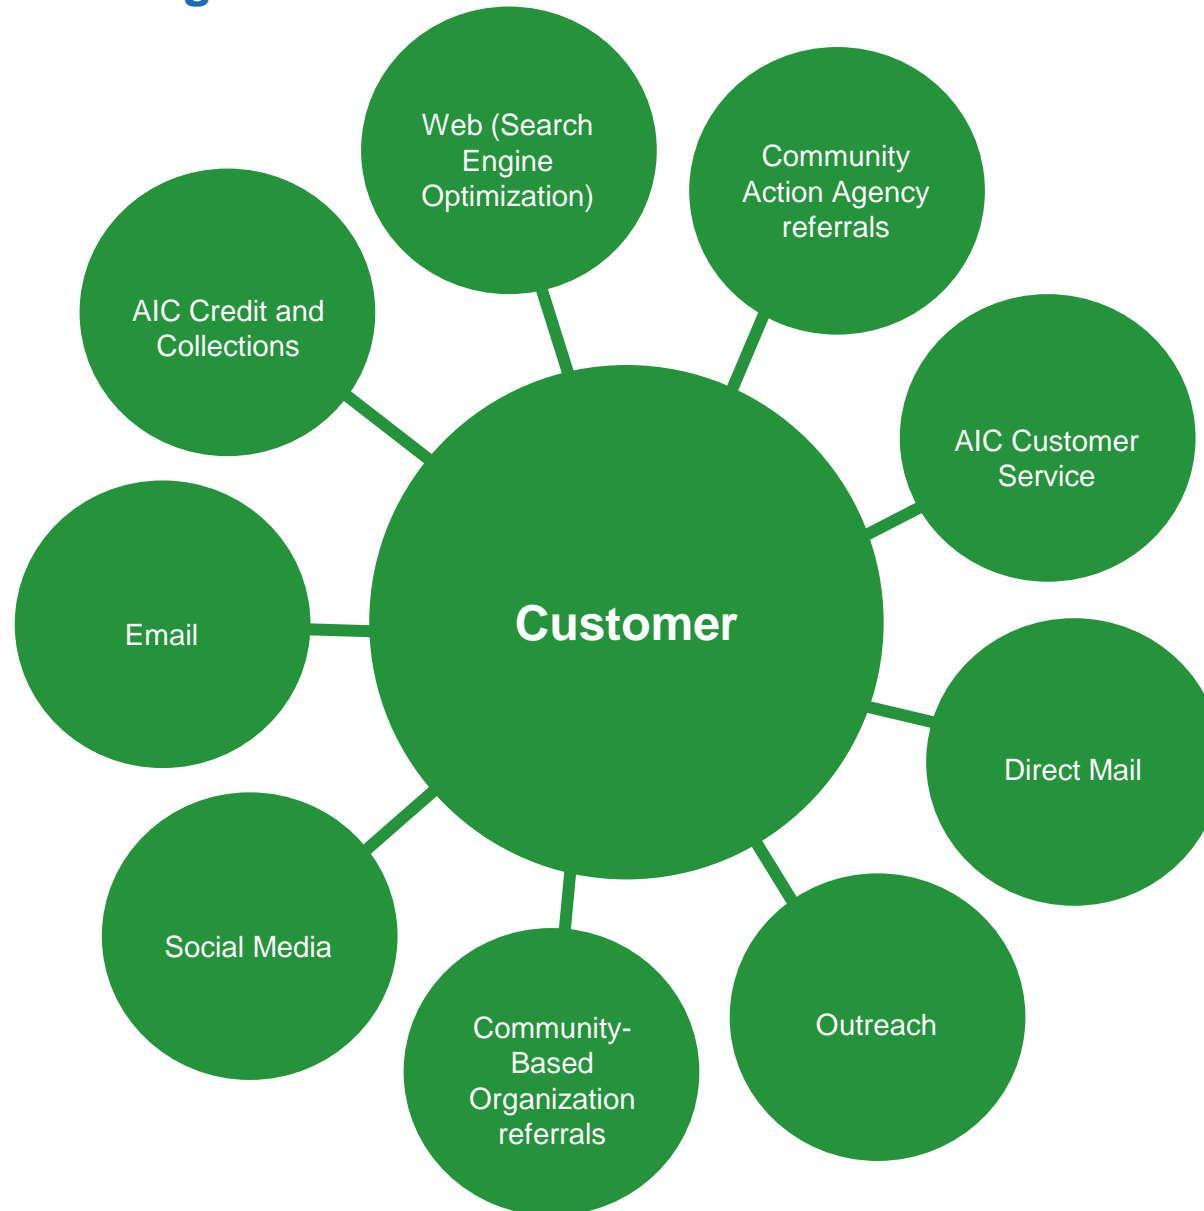 Web (Search
Engine
Optimization)
Community
Action Agency
referrals
AIC Credit and
Collections
AIC Customer
Service
Customer
Email
Direct Mail
Social Media
Outreach
Community-
Based
Organization
referrals